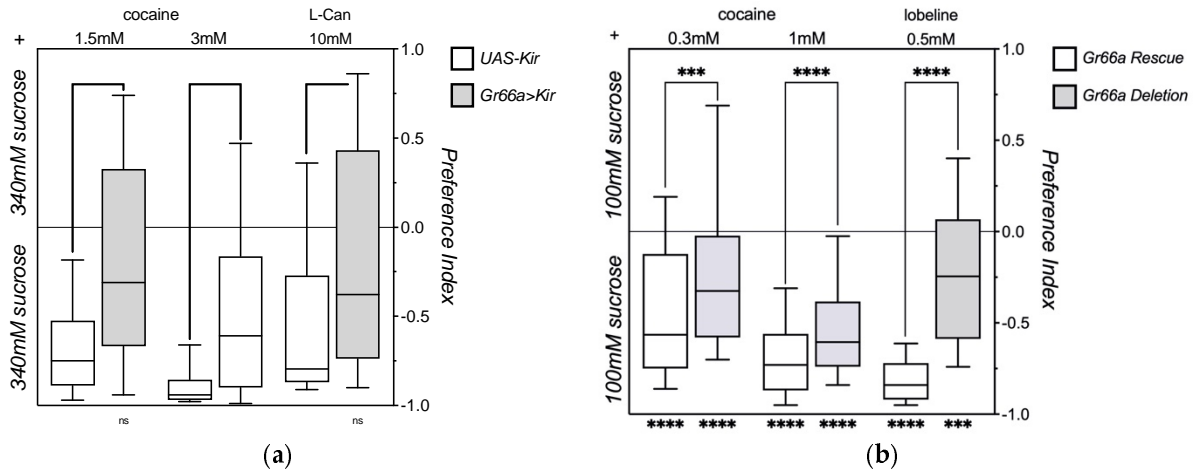 cocaine
L-Can
+
1.5mM
3mM
10mM
340mM sucrose
340mM sucrose
1.0
0.5
0.0
-0.5
-1.0
Preference Index
UAS-Kir
Gr66a>Kir
ns
ns
(a)
cocaine
lobeline
+
0.3mM
1mM
0.5mM
100mM sucrose
100mM sucrose
***
****
****
1.0
0.5
0.0
-0.5
-1.0
Preference Index
Gr66a Rescue
Gr66a Deletion
**** **** **** **** **** ***
(b)